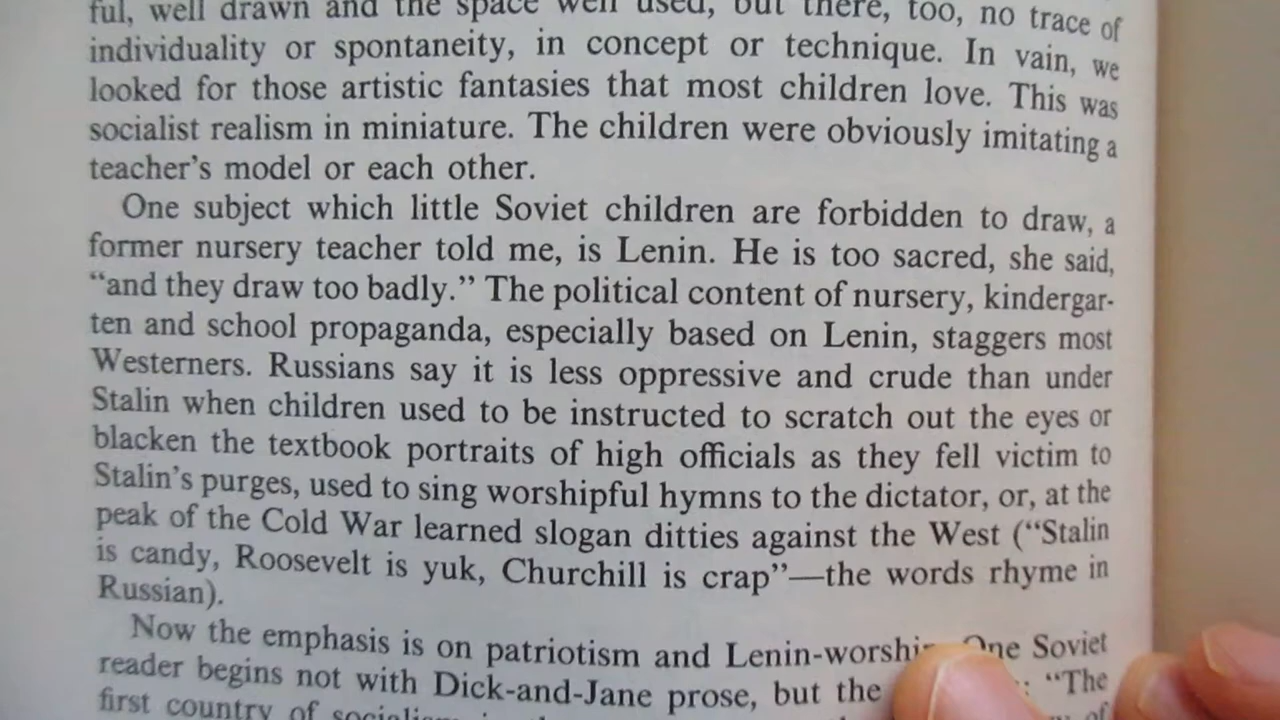 ful, well drawn and the space well used, but there, too, no trace of
individuality or spontaneity, in concept or technique. In vain, we
looked for those artistic fantasies that most children love. This was
socialist realism in miniature. The children were obviously imitating a
teacher's model or each other.
One subject which little Soviet children are forbidden to draw, a
former nursery teacher told me, is Lenin. He is too sacred, she said,
“and they draw too badly.” The political content of nursery, kindergar-
ten and school propaganda, especially based on Lenin, staggers most
Westerners. Russians say it is less oppressive and crude than under
Stalin when children used to be instructed to scratch out the eyes or
blacken the textbook portraits of high officials as they fell victim to
Stalin's purges, used to sing worshipful hymns to the dictator, or, at the
peak of the Cold War learned slogan ditties against the West (“Stalin
is candy, Roosevelt is yuk, Churchill is crap”—the words rhyme in
Russian).
Now the emphasis is on patriotism and Lenin-worship. One Soviet
reader begins not with Dick-and-Jane prose, but the : “The
first country of socialism of